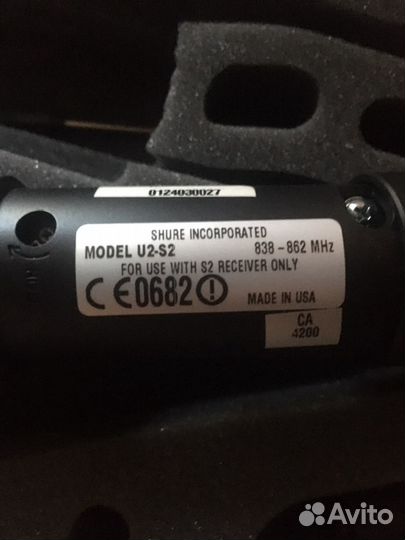 0124030027
SHURE INCORPORATED
MODEL U2-S2 838 - 862 MHz
FOR USE WITH S2 RECEIVER ONLY
CE0682 MADE IN USA
CA
4200
Avito